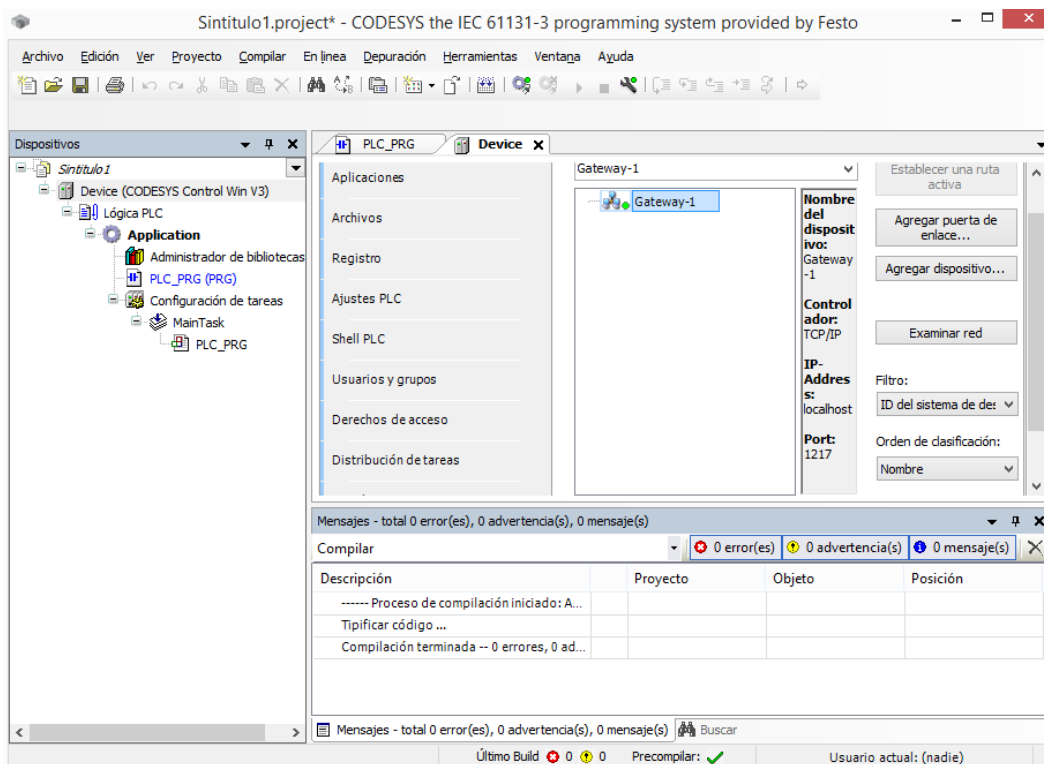 Sintitulo1.project* - CODESYS the IEC 61131-3 programming system provided by Festo
Archivo Edición Ver Proyecto Compilar En linea Depuración Herramientas Ventana Ayuda
Dispositivos
Sintitulo1
Device (CODESYS Control Win V3)
Lógica PLC
Application
Administrador de bibliotecas
PLC_PRG (PRG)
Configuración de tareas
MainTask
PLC_PRG
PLC_PRG
Device
Aplicaciones
Archivos
Registro
Ajustes PLC
Shell PLC
Usuarios y grupos
Derechos de acceso
Distribución de tareas
Gateway-1
Gateway-1
Nombre
del
disposit
ivo:
Gateway
-1
Control
ador:
TCP/IP
IP-
Addres
s:
localhost
Port:
1217
Establecer una ruta
activa
Agregar puerta de
enlace...
Agregar dispositivo...
Examinar red
Filtro:
ID del sistema de des
Orden de clasificación:
Nombre
Mensajes - total 0 error(es), 0 advertencia(s), 0 mensaje(s)
Compilar 0 error(es) 0 advertencia(s) 0 mensaje(s)
Descripción Proyecto Objeto Posición
------ Proceso de compilación iniciado: A...
Tipificar código ...
Compilación terminada -- 0 errores, 0 ad...
Mensajes - total 0 error(es), 0 advertencia(s), 0 mensaje(s) Buscar
Último Build 0 0 Precompilar: Usuario actual: (nadie)